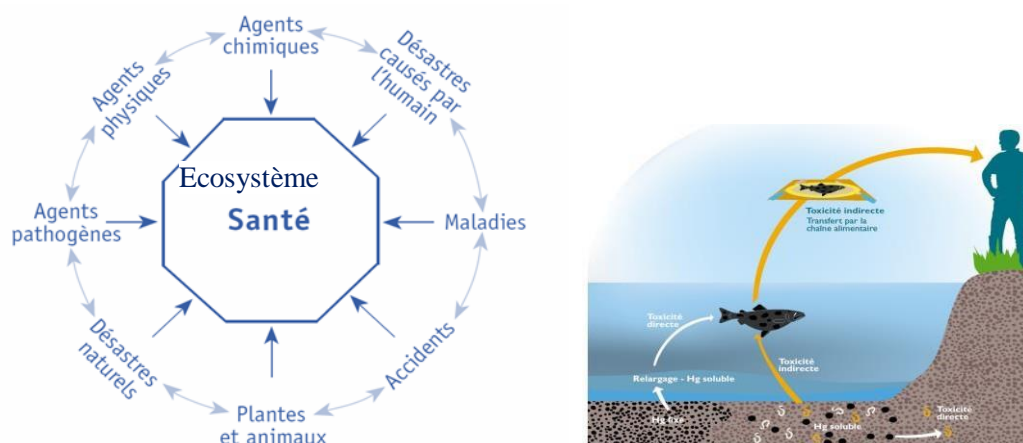 Agents
chimiques
Désastres
causés par
l'humain
Maladies
Accidents
Plantes
et animaux
Désastres
naturels
Agents
pathogènes
Agents
physiques
Ecosystème
Santé
Toxicité indirecte
Transfert par la
chaîne alimentaire
Toxicité
directe
Toxicité
indirecte
Relargage - Hg soluble
Hg fixe
Hg soluble
Toxicité
directe